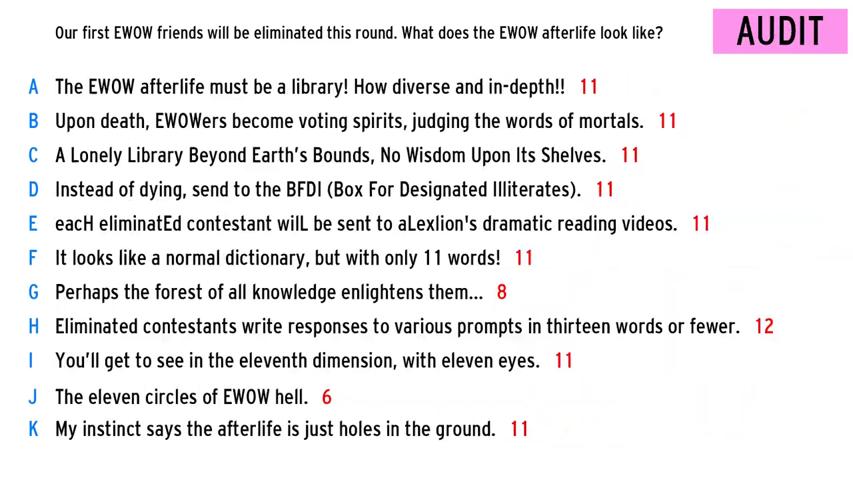 Our first EWOW friends will be eliminated this round. What does the EWOW afterlife look like?
AUDIT
A The EWOW afterlife must be a library! How diverse and in-depth!! 11
B Upon death, EWOWers become voting spirits, judging the words of mortals. 11
C A Lonely Library Beyond Earth's Bounds, No Wisdom Upon Its Shelves. 11
D Instead of dying, send to the BFDI (Box For Designated Illiterates). 11
E eacH eliminatEd contestant wilL be sent to aLexlion's dramatic reading videos. 11
F It looks like a normal dictionary, but with only 11 words! 11
G Perhaps the forest of all knowledge enlightens them... 8
H Eliminated contestants write responses to various prompts in thirteen words or fewer. 12
I You'll get to see in the eleventh dimension, with eleven eyes. 11
J The eleven circles of EWOW hell. 6
K My instinct says the afterlife is just holes in the ground. 11